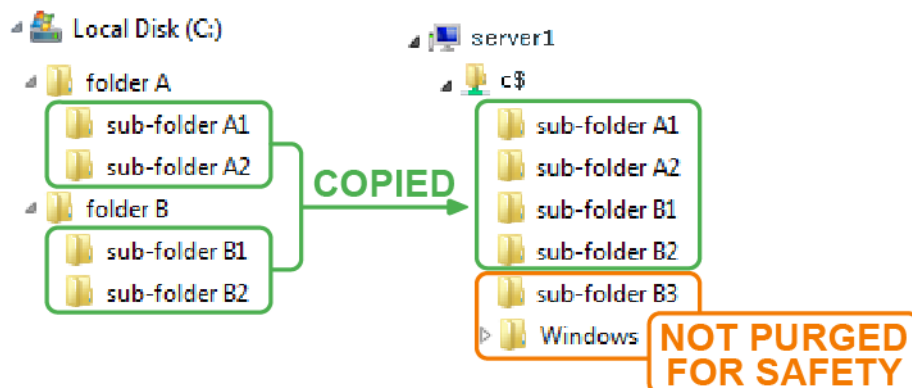 Local Disk (C:)
folder A
sub-folder A1
sub-folder A2
folder B
sub-folder B1
sub-folder B2
COPIED
server1
c$
sub-folder A1
sub-folder A2
sub-folder B1
sub-folder B2
sub-folder B3
Windows
NOT PURGED
FOR SAFETY